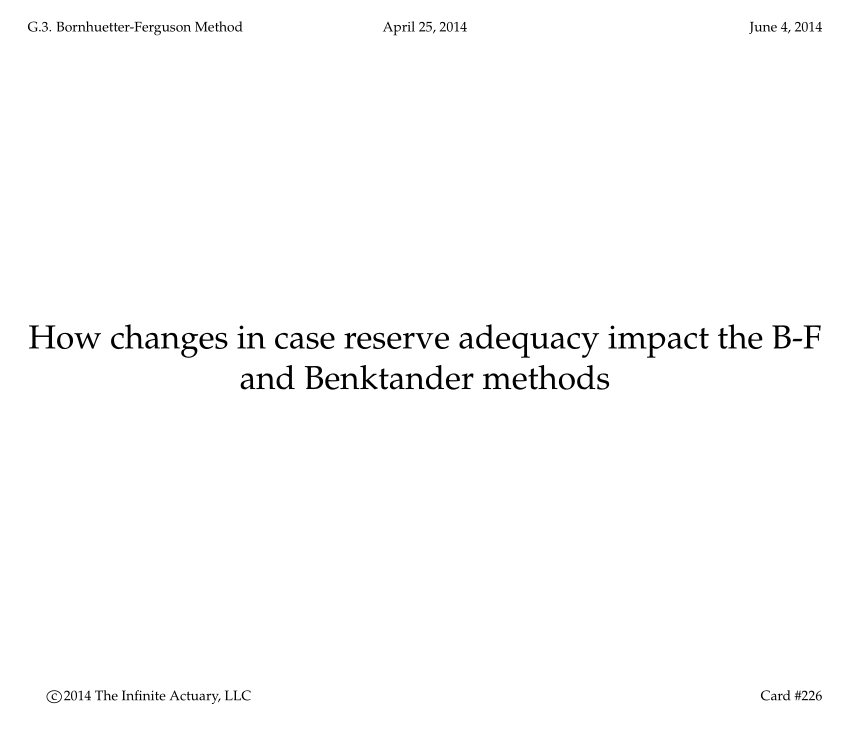 G.3. Bornhuetter-Ferguson Method April 25, 2014 June 4, 2014
How changes in case reserve adequacy impact the B-F
and Benktander methods
©2014 The Infinite Actuary, LLC Card #226